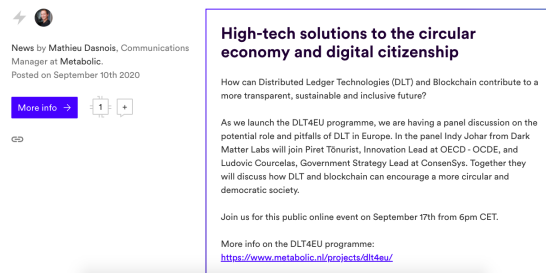 News by Mathieu Dasnois, Communications
Manager at Metabolic.
Posted on September 10th 2020
More info →
1 +
High-tech solutions to the circular
economy and digital citizenship
How can Distributed Ledger Technologies (DLT) and Blockchain contribute to a
more transparent, sustainable and inclusive future?
As we launch the DLT4EU programme, we are having a panel discussion on the
potential role and pitfalls of DLT in Europe. In the panel Indy Johar from Dark
Matter Labs will join Piret Tõnurist, Innovation Lead at OECD - OCDE, and
Ludovic Courcelas, Government Strategy Lead at ConsenSys. Together they
will discuss how DLT and blockchain can encourage a more circular and
democratic society.
Join us for this public online event on September 17th from 6pm CET.
More info on the DLT4EU programme:
https://www.metabolic.nl/projects/dlt4eu/